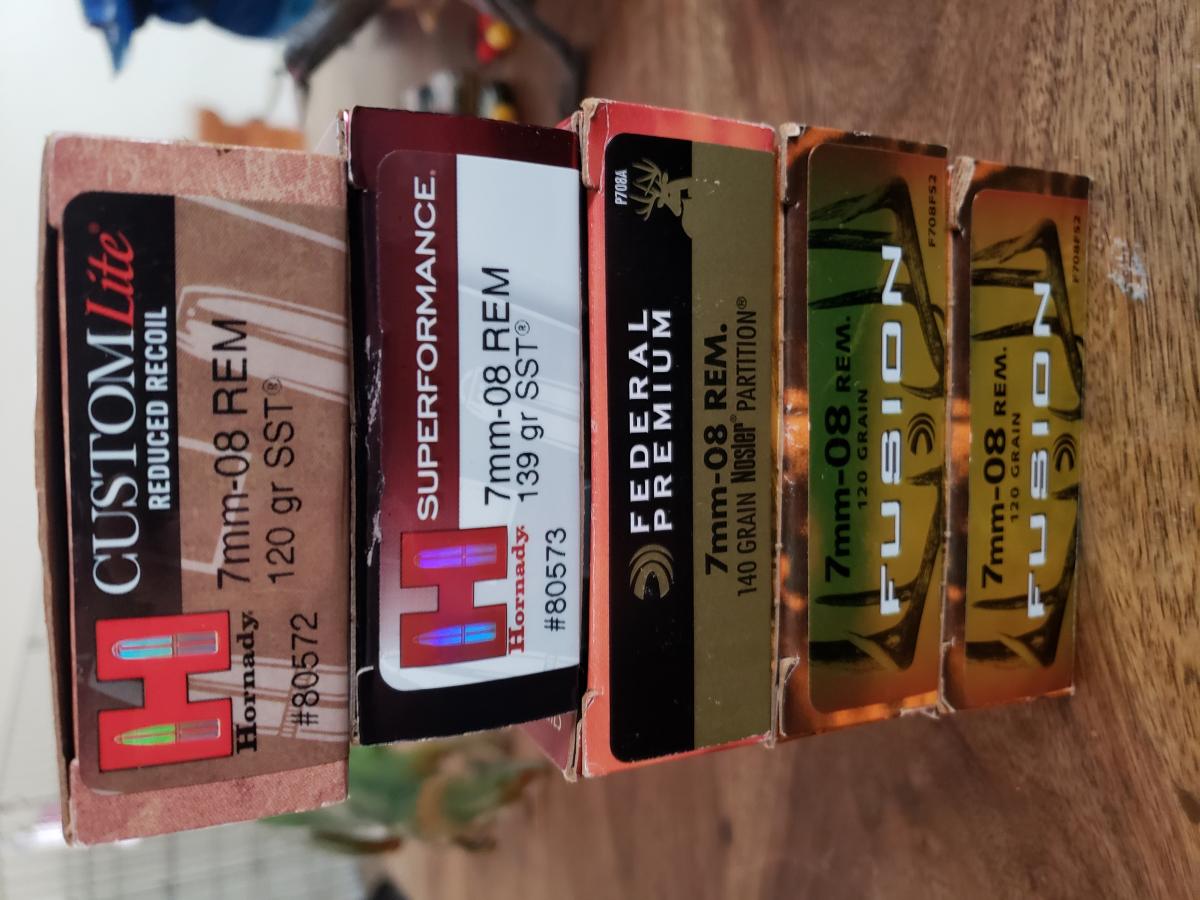 CUSTOM Lite®
REDUCED RECOIL
7mm-08 REM
120 gr SST®
Hornady.
#80572
SUPERFORMANCE.
7mm-08 REM
139 gr SST®
Hornady.
#80573
P708A
FEDERAL
PREMIUM
7mm-08 REM.
140 GRAIN Nosler® PARTITION®
7mm-08 REM.
120 GRAIN
FUSION
F708FS2
7mm-08 REM.
120 GRAIN
FUSION
F708FS2